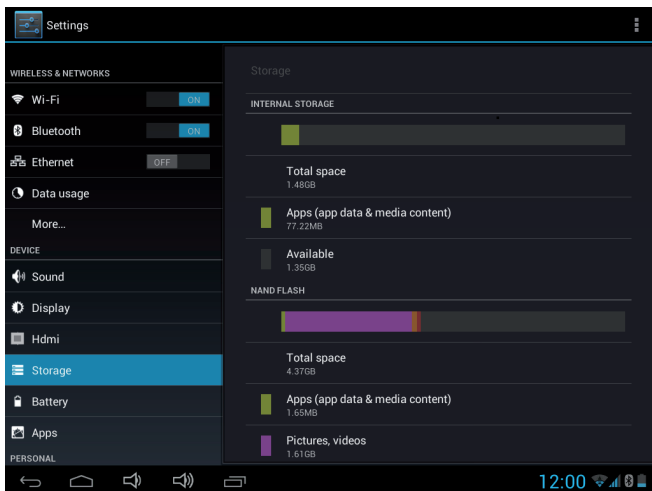 Settings
WIRELESS & NETWORKS
Wi-Fi ON
Bluetooth ON
Ethernet OFF
Data usage
More...
DEVICE
Sound
Display
Hdmi
Storage
Battery
Apps
PERSONAL
Storage
INTERNAL STORAGE
Total space
1.48GB
Apps (app data & media content)
77.22MB
Available
1.35GB
NAND FLASH
Total space
4.37GB
Apps (app data & media content)
1.65MB
Pictures, videos
1.61GB
12:00